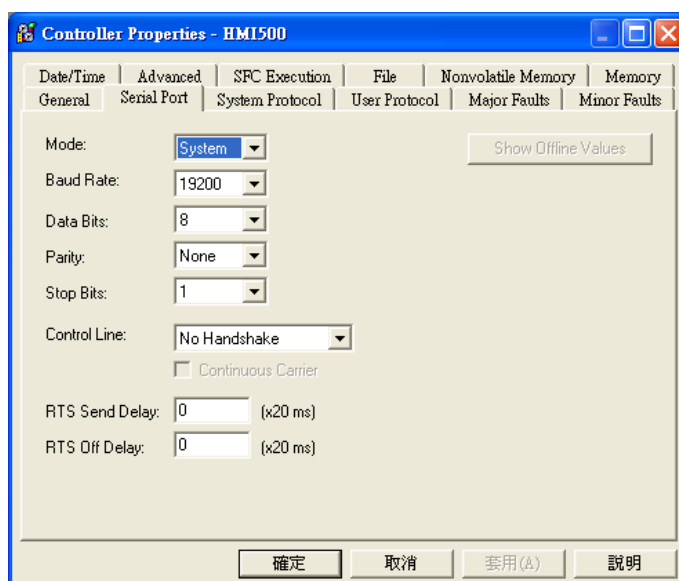 Controller Properties - HMI500
Date/Time Advanced SFC Execution File Nonvolatile Memory Memory
General Serial Port System Protocol User Protocol Major Faults Minor Faults
Mode: System Show Offline Values
Baud Rate: 19200
Data Bits: 8
Parity: None
Stop Bits: 1
Control Line: No Handshake
Continuous Carrier
RTS Send Delay: 0 (x20 ms)
RTS Off Delay: 0 (x20 ms)
確定 取消 套用(A) 說明